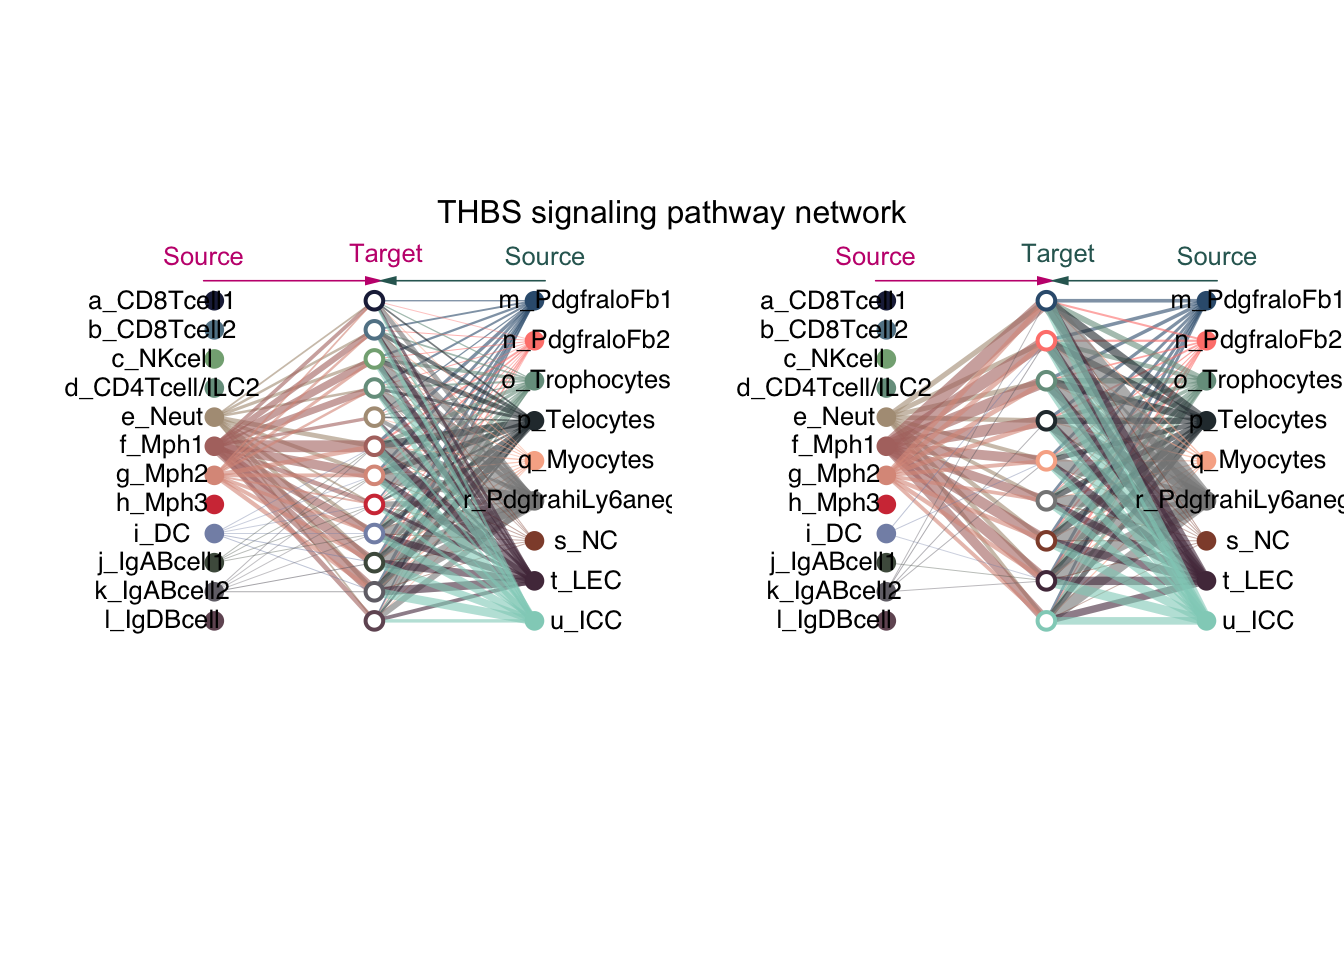 THBS signaling pathway network
Source
Target
Source
a_CD8Tcell1
b_CD8Tcell2
c_NKcell
d_CD4Tcell/ILC2
e_Neut
f_Mph1
g_Mph2
h_Mph3
i_DC
j_IgABcell1
k_IgABcell2
l_IgDBcell
m_PdgfraloFb1
n_PdgfraloFb2
o_Trophocytes
p_Telocytes
q_Myocytes
r_PdgfrahiLy6aneg
s_NC
t_LEC
u_ICC
Source
Target
Source
a_CD8Tcell1
b_CD8Tcell2
c_NKcell
d_CD4Tcell/ILC2
e_Neut
f_Mph1
g_Mph2
h_Mph3
i_DC
j_IgABcell1
k_IgABcell2
l_IgDBcell
m_PdgfraloFb1
n_PdgfraloFb2
o_Trophocytes
p_Telocytes
q_Myocytes
r_PdgfrahiLy6aneg
s_NC
t_LEC
u_ICC